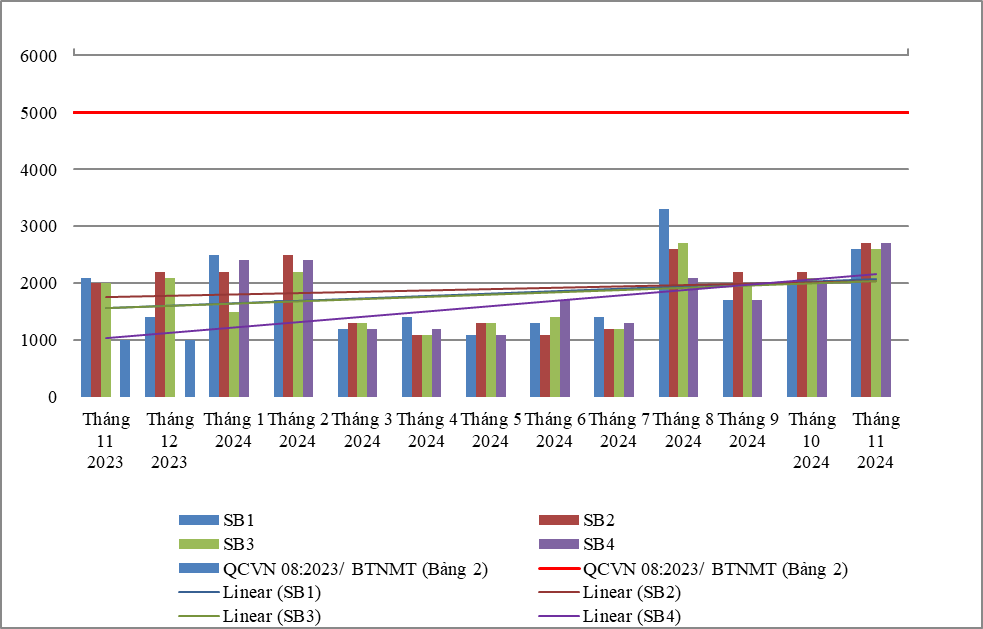 6000
5000
4000
3000
2000
1000
0
Tháng 11 2023
Tháng 12 2023
Tháng 1 2024
Tháng 2 2024
Tháng 3 2024
Tháng 4 2024
Tháng 5 2024
Tháng 6 2024
Tháng 7 2024
Tháng 8 2024
Tháng 9 2024
Tháng 10 2024
Tháng 11 2024
SB1
SB2
SB3
SB4
QCVN 08:2023/ BTNMT (Bảng 2)
QCVN 08:2023/ BTNMT (Bảng 2)
Linear (SB1)
Linear (SB2)
Linear (SB3)
Linear (SB4)